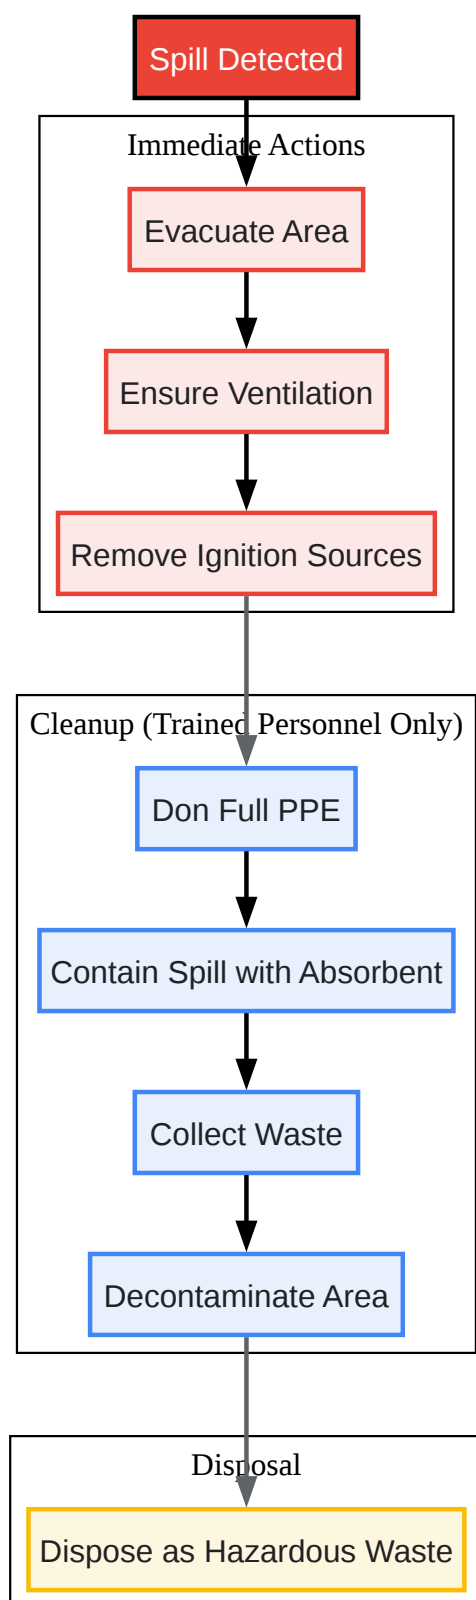 Spill Detected
Immediate Actions
Evacuate Area
Ensure Ventilation
Remove Ignition Sources
Cleanup (Trained Personnel Only)
Don Full PPE
Contain Spill with Absorbent
Collect Waste
Decontaminate Area
Disposal
Dispose as Hazardous Waste